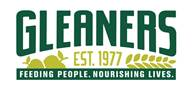 GLEANERS
EST. 1977
FEEDING PEOPLE. NOURISHING LIVES.